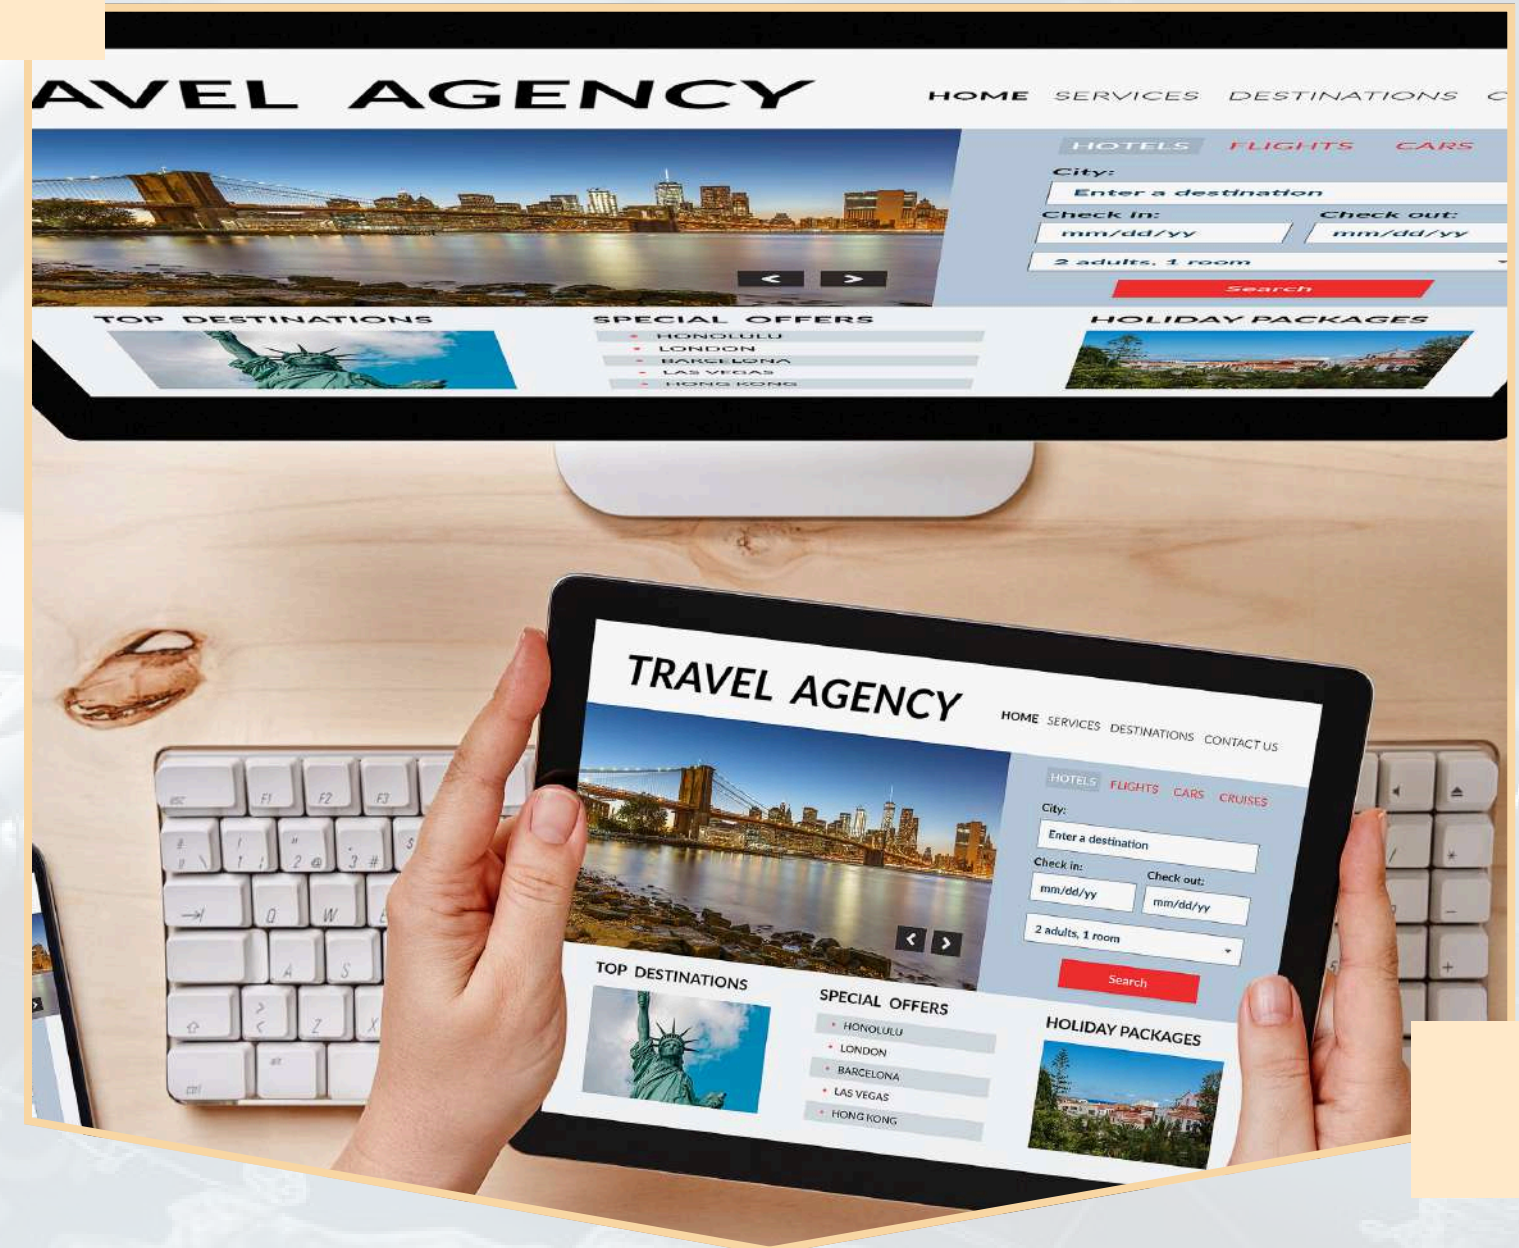 AVEL AGENCY
HOME SERVICES DESTINATIONS C
HOTELS FLIGHTS CARS
City:
Enter a destination
Check in: Check out:
mm/dd/yy mm/dd/yy
2 adults, 1 room
Search
TOP DESTINATIONS
SPECIAL OFFERS
HONOLULU
LONDON
BARCELONA
LAS VEGAS
HONG KONG
HOLIDAY PACKAGES
TRAVEL AGENCY
HOME SERVICES DESTINATIONS CONTACT US
HOTELS FLIGHTS CARS CRUISES
City:
Enter a destination
Check in: Check out:
mm/dd/yy mm/dd/yy
2 adults, 1 room
Search
TOP DESTINATIONS
SPECIAL OFFERS
HONOLULU
LONDON
BARCELONA
LAS VEGAS
HONG KONG
HOLIDAY PACKAGES
esc F1 F2 F3
1 ! 2 " @ 3 #  $
Q W E
A S
> < Z X
ctrl
/ *
-
+